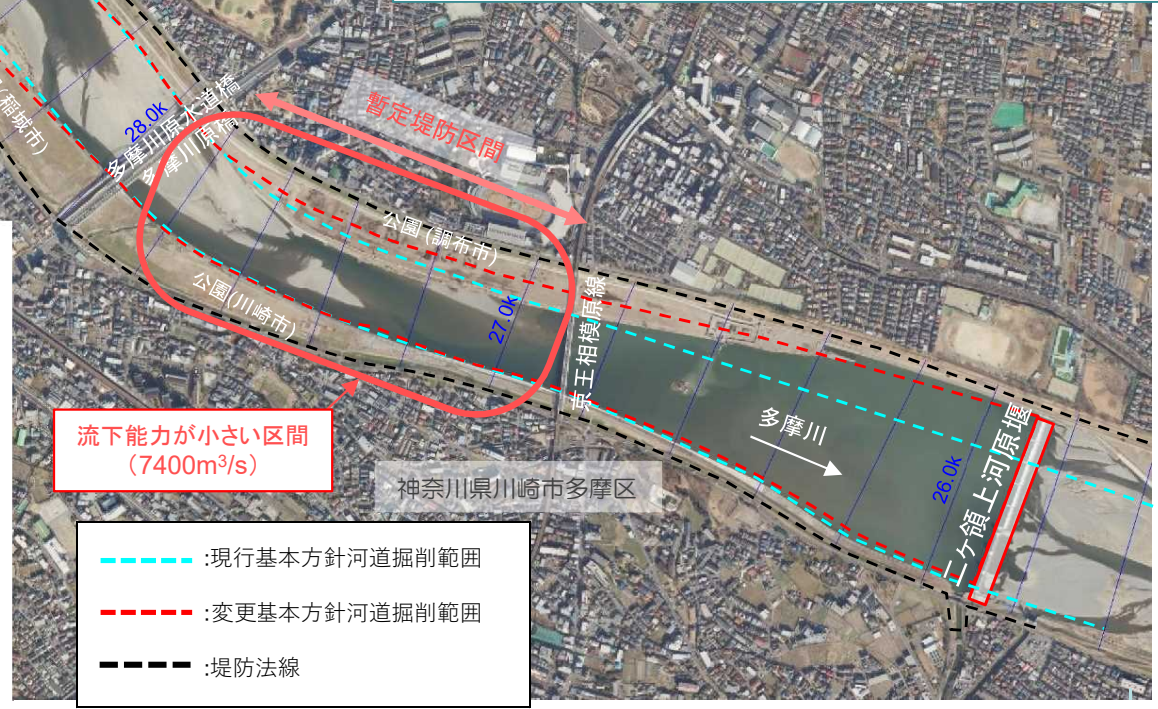 (稲城市)
28.0k
多摩川原水道橋
多摩川原橋
暫定堤防区間
公園(調布市)
公園(川崎市)
27.0k
京王相模原線
流下能力が小さい区間
（7400m³/s）
多摩川
26.0k
二ケ領上河原堰
神奈川県川崎市多摩区
:現行基本方針河道掘削範囲
:変更基本方針河道掘削範囲
:堤防法線